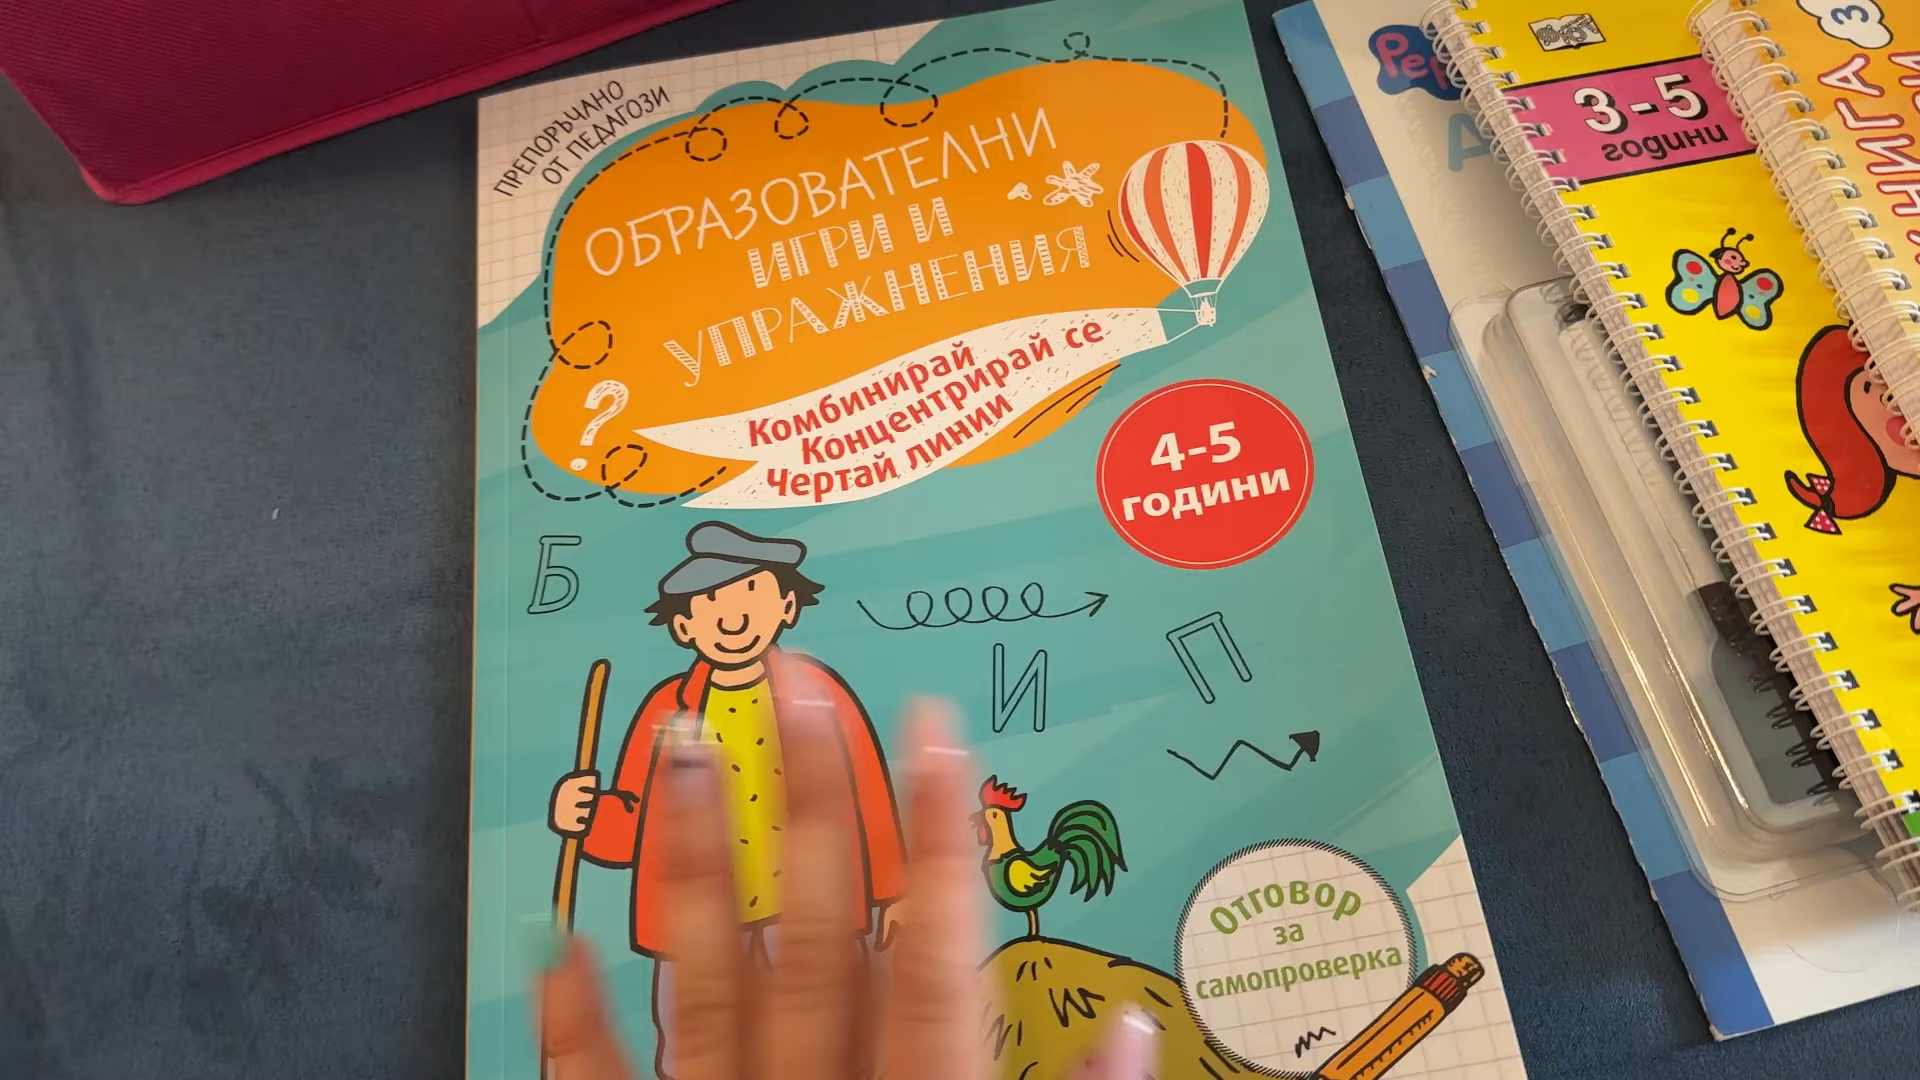 ПРЕПОРЪЧАНО
ОТ ПЕДАГОЗИ
ОБРАЗОВАТЕЛНИ
ИГРИ И
УПРАЖНЕНИЯ
?
Комбинирай
Концентрирай се
Чертай линии
4-5
години
Б
И
П
Отговор
за
самопроверка
3-5
години
3